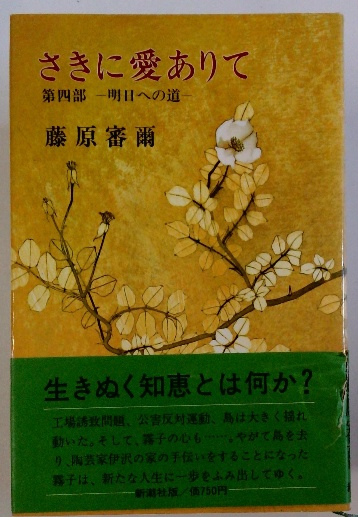 さきに愛ありて
第四部 ―明日への道―
藤原審爾
生きぬく知恵とは何か?
工場誘致問題、公害反対運動、島は大きく揺れ
動いた。そして、霧子の心も……。やがて島を去
り、陶芸家伊沢の家の手伝いをすることになった
霧子は、新たな人生に一歩をふみ出してゆく。
新潮社版/価750円